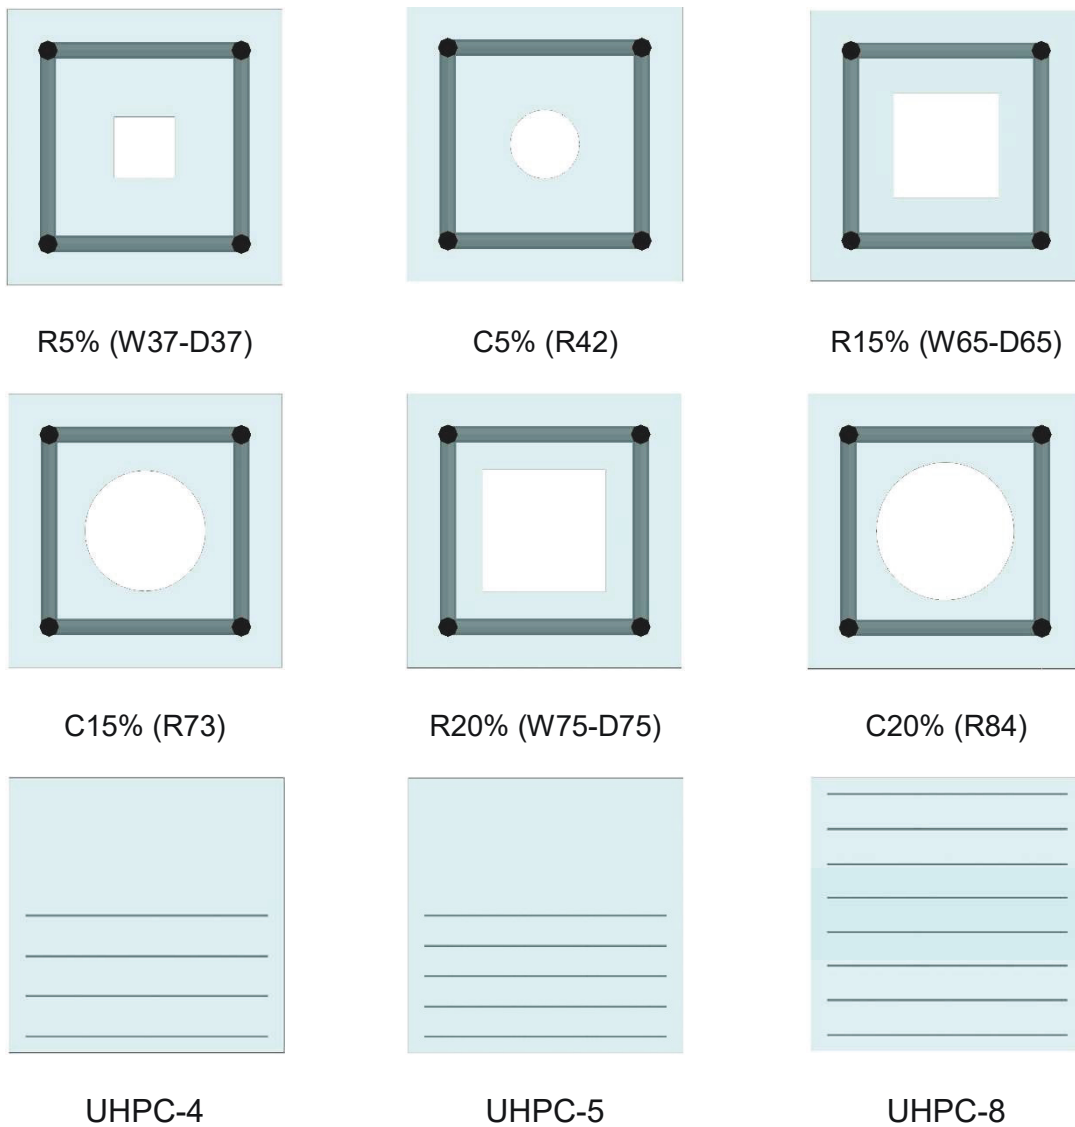 R5% (W37-D37)
C5% (R42)
R15% (W65-D65)
C15% (R73)
R20% (W75-D75)
C20% (R84)
UHPC-4
UHPC-5
UHPC-8